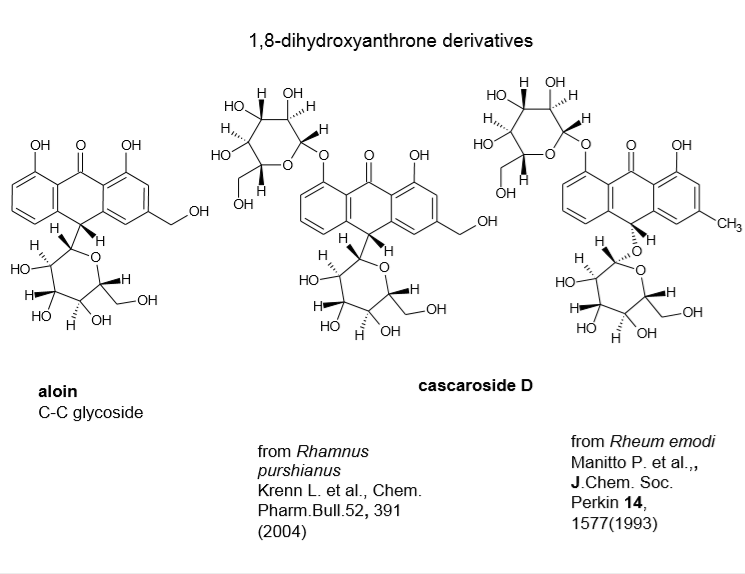 1,8-dihydroxyanthrone derivatives
OH O OH
OH
H H
H O
HO H
H OH
HO H OH
H OH
HO H
H H
HO O O O OH
H
OH
OH
H H
H O
HO H
H OH
HO H OH
H OH
HO H
H H
HO O O O OH
H
OH
CH₃
H H
O
H O
HO H
H OH
HO H OH
aloin
C-C glycoside
cascaroside D
from Rhamnus
purshianus
Krenn L. et al., Chem.
Pharm.Bull.52, 391
(2004)
from Rheum emodi
Manitto P. et al.,,
J.Chem. Soc.
Perkin 14,
1577(1993)